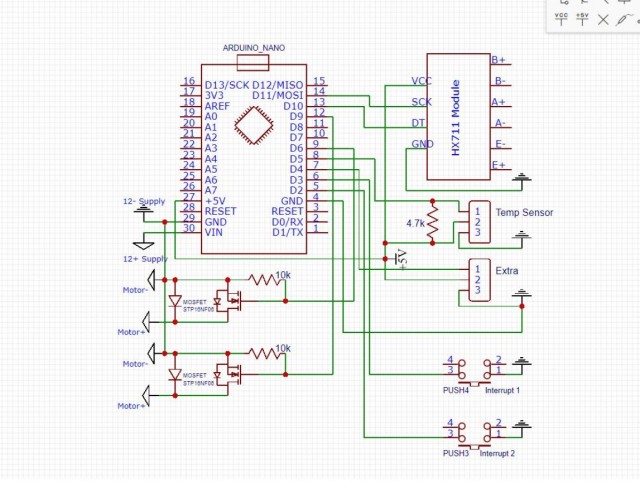 VCC +5V
ARDUINO_NANO
16 D13/SCK D12/MISO 15
17 3V3 D11/MOSI 14
18 AREF D10 13
19 A0 D9 12
20 A1 D8 11
21 A2 D7 10
22 A3 D6 9
23 A4 D5 8
24 A5 D4 7
25 A6 D3 6
26 A7 D2 5
27 +5V GND 4
28 RESET RESET 3
29 GND D0/RX 2
30 VIN D1/TX 1
HX711 Module
VCC
SCK
DT
GND
B+
B-
A+
A-
E-
E+
12- Supply
12+ Supply
4.7k
1
2
3
Temp Sensor
+5V
1
2
3
Extra
Motor-
10k
MOSFET
STP16NF06
Motor+
Motor-
10k
MOSFET
STP16NF06
Motor+
4 2
3 1
PUSH4 Interrupt 1
4 2
3 1
PUSH3 Interrupt 2